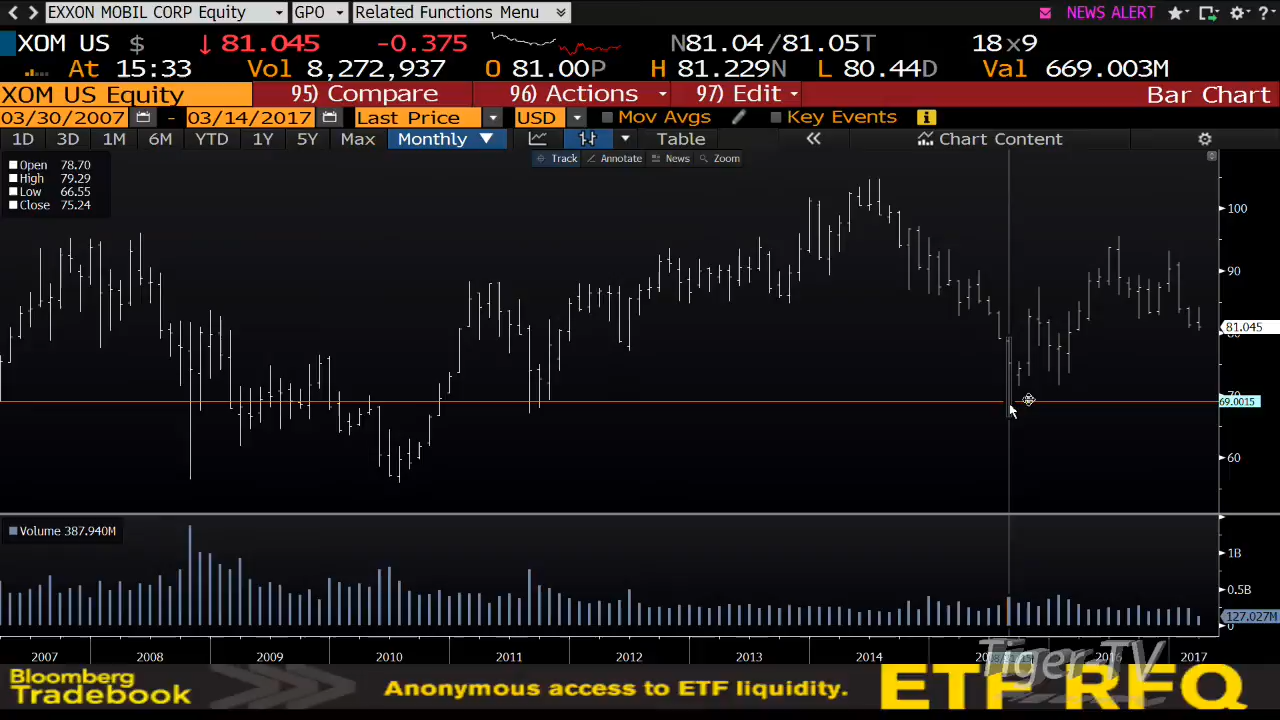 EXXON MOBIL CORP Equity GPO Related Functions Menu NEWS ALERT ?
XOM US $ ↓ 81.045 -0.375 N81.04/81.05T 18x9
At 15:33 Vol 8,272,937 O 81.00P H 81.229N L 80.44D Val 669.003M
XOM US Equity 95) Compare 96) Actions 97) Edit Bar Chart
03/30/2007 - 03/14/2017 Last Price USD Mov Avgs Key Events i
1D 3D 1M 6M YTD 1Y 5Y Max Monthly ▼ Table « Chart Content
Track Annotate News Zoom
Open 78.70
High 79.29
Low 66.55
Close 75.24
100
90
81.045
80
70
69.0015
60
Volume 387.940M
1B
0.5B
127.027M
0
2007 2008 2009 2010 2011 2012 2013 2014 2016 2017
Tiger TV
Bloomberg
Tradebook
Anonymous access to ETF liquidity.
ETF RFQ